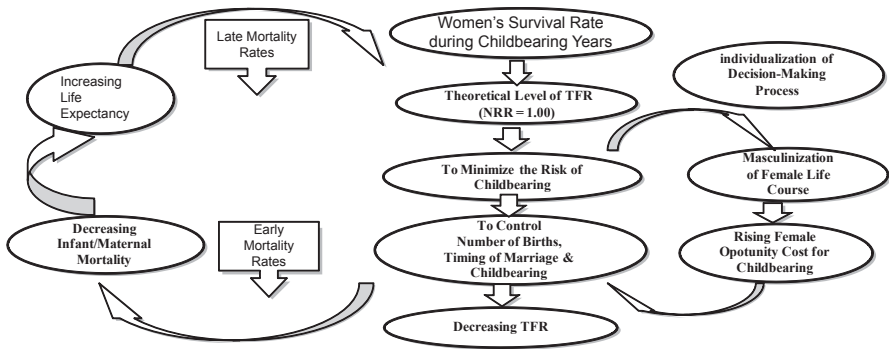 Late Mortality
Rates
Women's Survival Rate
during Childbearing Years
individualization of
Decision-Making
Process
Increasing
Life
Expectancy
Theoretical Level of TFR
(NRR = 1.00)
To Minimize the Risk of
Childbearing
Masculinization
of Female Life
Course
Decreasing
Infant/Maternal
Mortality
Early
Mortality
Rates
To Control
Number of Births,
Timing of Marriage &
Childbearing
Rising Female
Opotunity Cost for
Childbearing
Decreasing TFR